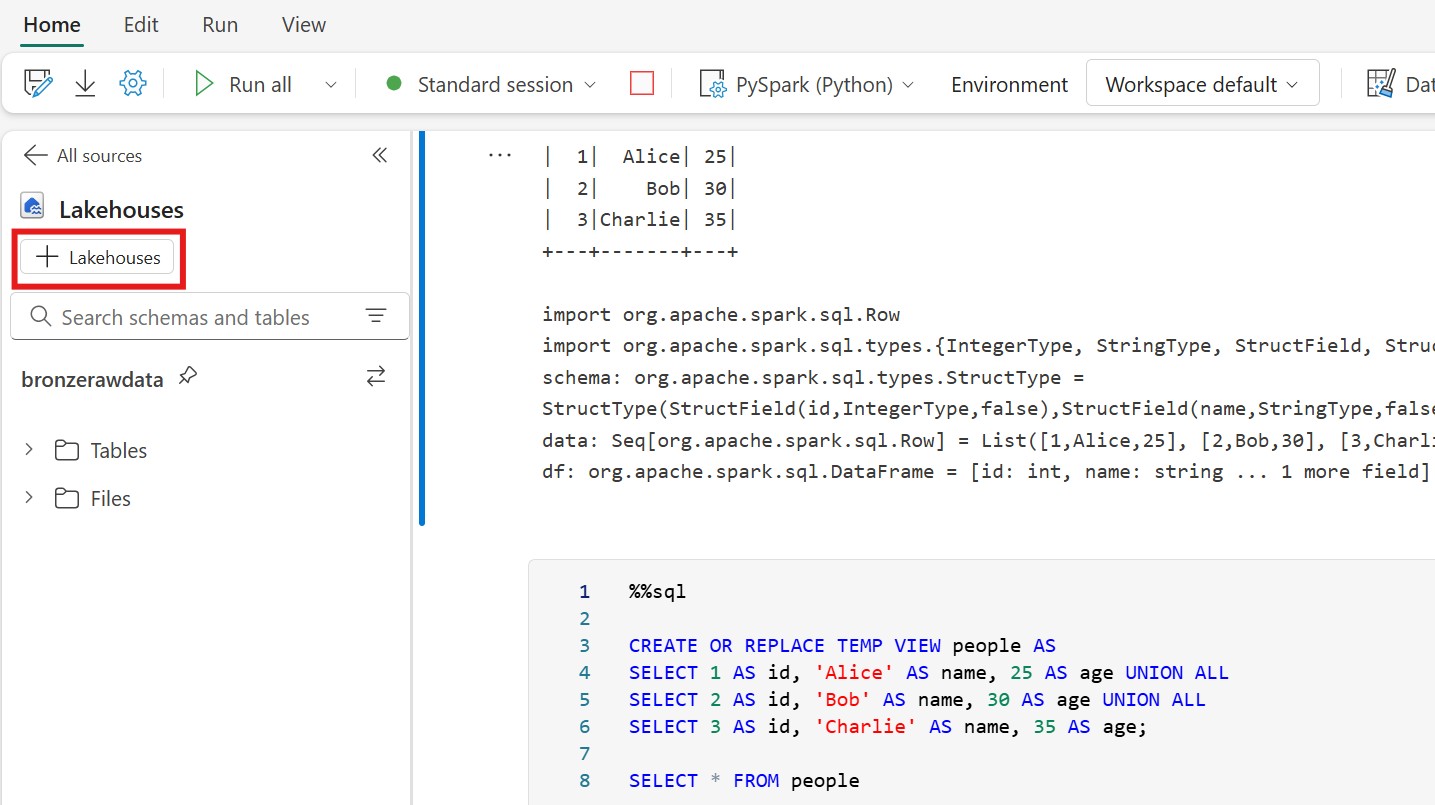 Home Edit Run View
Run all Standard session PySpark (Python) Environment Workspace default
All sources
Lakehouses
Lakehouses
Search schemas and tables
bronzerawdata
Tables
Files
... | 1| Alice| 25|
| 2| Bob| 30|
| 3|Charlie| 35|
+---+-------+---+
import org.apache.spark.sql.Row
import org.apache.spark.sql.types.{IntegerType, StringType, StructField,
schema: org.apache.spark.sql.types.StructType =
StructType(StructField(id,IntegerType,false),StructField(name,StringType,false
data: Seq[org.apache.spark.sql.Row] = List([1,Alice,25], [2,Bob,30],
df: org.apache.spark.sql.DataFrame = [id: int, name: string ... 1 more field]
1 %%sql
2
3 CREATE OR REPLACE TEMP VIEW people AS
4 SELECT 1 AS id, 'Alice' AS name, 25 AS age UNION ALL
5 SELECT 2 AS id, 'Bob' AS name, 30 AS age UNION ALL
6 SELECT 3 AS id, 'Charlie' AS name, 35 AS age;
7
8 SELECT * FROM people